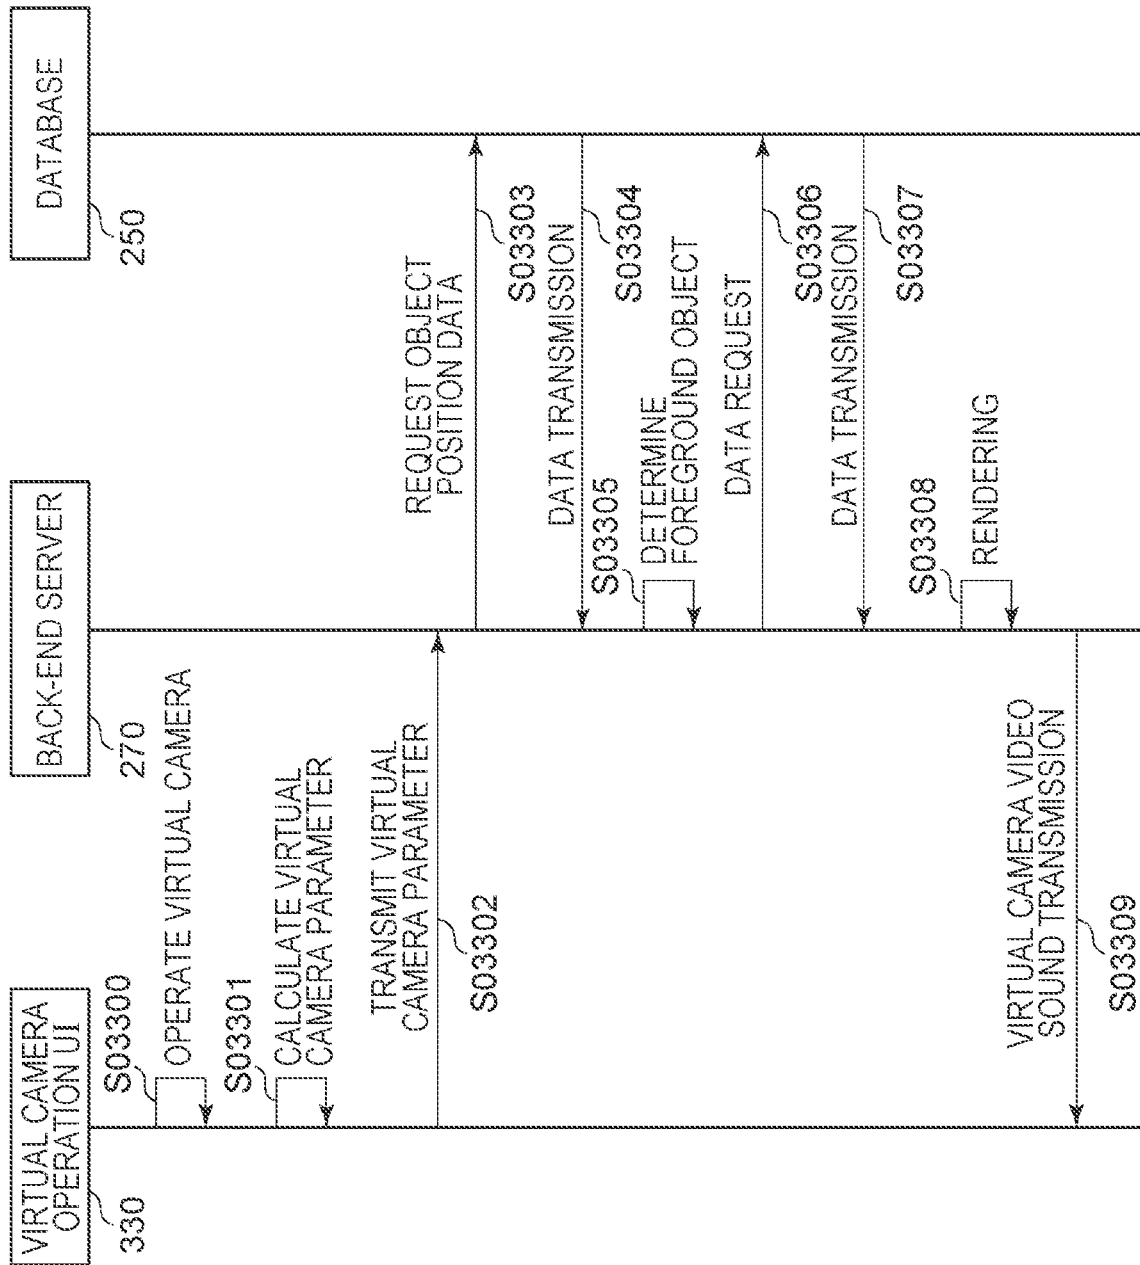 VIRTUAL CAMERA
OPERATION UI
330
BACK-END SERVER
270
DATABASE
250
S03300
OPERATE VIRTUAL CAMERA
S03301
CALCULATE VIRTUAL
CAMERA PARAMETER
TRANSMIT VIRTUAL
CAMERA PARAMETER
S03302
REQUEST OBJECT
POSITION DATA
S03303
DATA TRANSMISSION
S03304
S03305
DETERMINE
FOREGROUND OBJECT
DATA REQUEST
S03306
DATA TRANSMISSION
S03307
S03308
RENDERING
VIRTUAL CAMERA VIDEO
SOUND TRANSMISSION
S03309